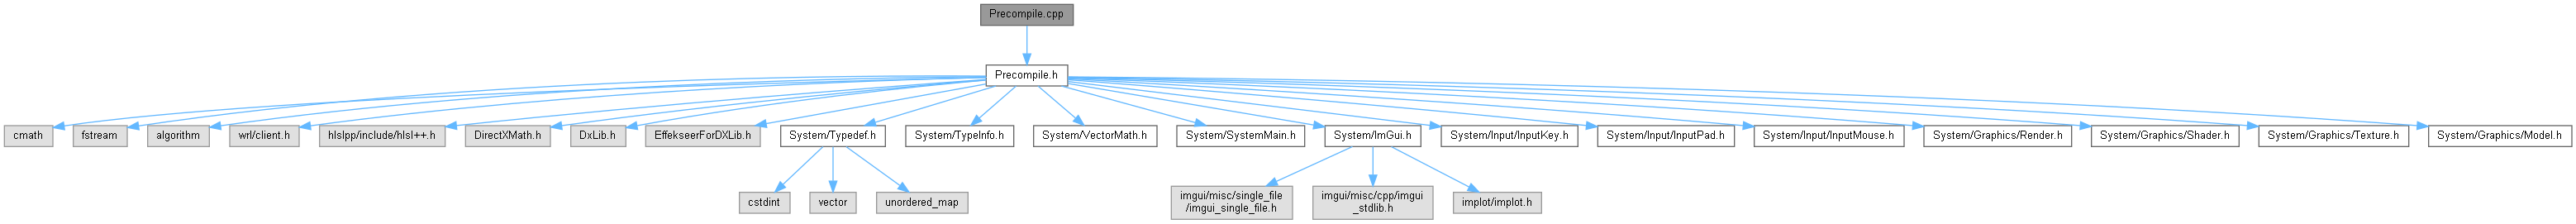 Precompile.cpp
Precompile.h
cmath
fstream
algorithm
wrl/client.h
hlslpp/include/hlsl++.h
DirectXMath.h
DxLib.h
EffekseerForDXLib.h
System/Typedef.h
System/TypeInfo.h
System/VectorMath.h
System/SystemMain.h
System/ImGui.h
System/Input/InputKey.h
System/Input/InputPad.h
System/Input/InputMouse.h
System/Graphics/Render.h
System/Graphics/Shader.h
System/Graphics/Texture.h
System/Graphics/Model.h
cstdint
vector
unordered_map
imgui/misc/single_file
/imgui_single_file.h
imgui/misc/cpp/imgui
_stdlib.h
implot/implot.h